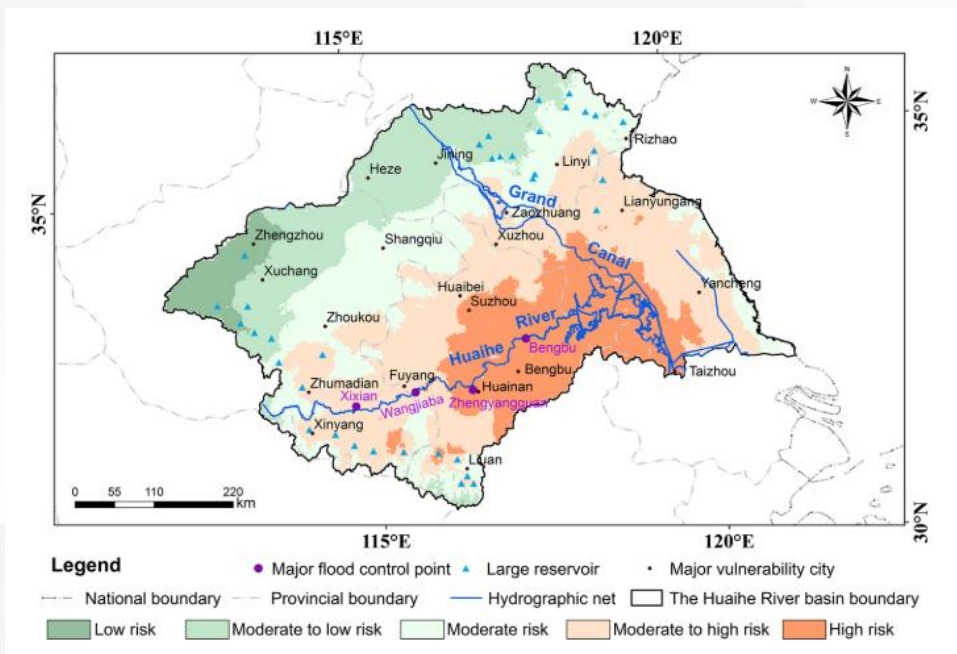 115°E
120°E
N
W
E
S
35°N
35°N
Rizhao
Jining
Heze
Linyi
Grand
Lianyungang
Zaozhuang
Zhengzhou
Shangqiu
Xuzhou
Canal
Xuchang
Huaibei
Suzhou
Yancheng
Zhoukou
River
Huaihe
Bengbu
Bengbu
Taizhou
Fuyang
Zhumadian
Huainan
Xixian
Wangjiaba
Zhengyangguan
Xinyang
Liuan
0 55 110 220
km
30°N
115°E
120°E
Legend
Major flood control point
Large reservoir
Major vulnerability city
National boundary
Provincial boundary
Hydrographic net
The Huaihe River basin boundary
Low risk
Moderate to low risk
Moderate risk
Moderate to high risk
High risk